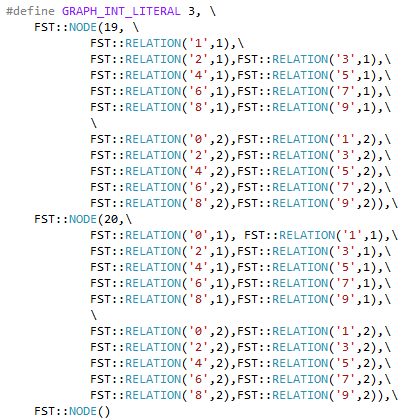 #define GRAPH_INT_LITERAL 3, \
FST::NODE(19, \
FST::RELATION('1',1),\
FST::RELATION('2',1),FST::RELATION('3',1),\
FST::RELATION('4',1),FST::RELATION('5',1),\
FST::RELATION('6',1),FST::RELATION('7',1),\
FST::RELATION('8',1),FST::RELATION('9',1),\
\
FST::RELATION('0',2),FST::RELATION('1',2),\
FST::RELATION('2',2),FST::RELATION('3',2),\
FST::RELATION('4',2),FST::RELATION('5',2),\
FST::RELATION('6',2),FST::RELATION('7',2),\
FST::RELATION('8',2),FST::RELATION('9',2)),\
FST::NODE(20,\
FST::RELATION('0',1), FST::RELATION('1',1),\
FST::RELATION('2',1),FST::RELATION('3',1),\
FST::RELATION('4',1),FST::RELATION('5',1),\
FST::RELATION('6',1),FST::RELATION('7',1),\
FST::RELATION('8',1),FST::RELATION('9',1),\
\
FST::RELATION('0',2),FST::RELATION('1',2),\
FST::RELATION('2',2),FST::RELATION('3',2),\
FST::RELATION('4',2),FST::RELATION('5',2),\
FST::RELATION('6',2),FST::RELATION('7',2),\
FST::RELATION('8',2),FST::RELATION('9',2)),\
FST::NODE()